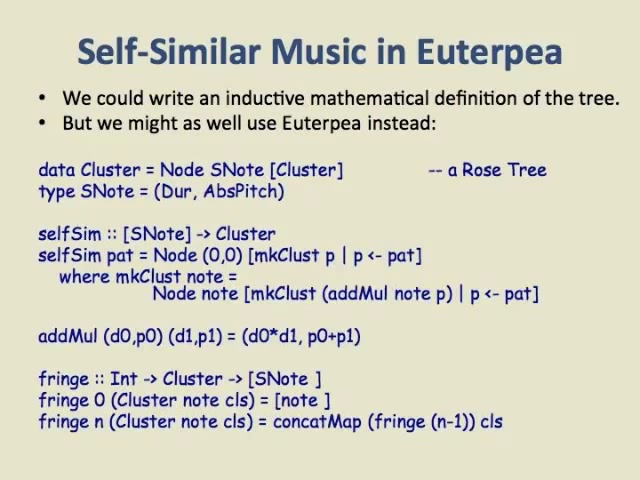 Self-Similar Music in Euterpea
• We could write an inductive mathematical definition of the tree.
• But we might as well use Euterpea instead:
data Cluster = Node SNote [Cluster] -- a Rose Tree
type SNote = (Dur, AbsPitch)
selfSim :: [SNote] -> Cluster
selfSim pat = Node (0,0) [mkClust p | p <- pat]
where mkClust note =
Node note [mkClust (addMul note p) | p <- pat]
addMul (d0,p0) (d1,p1) = (d0*d1, p0+p1)
fringe :: Int -> Cluster -> [SNote ]
fringe 0 (Cluster note cls) = [note ]
fringe n (Cluster note cls) = concatMap (fringe (n-1)) cls